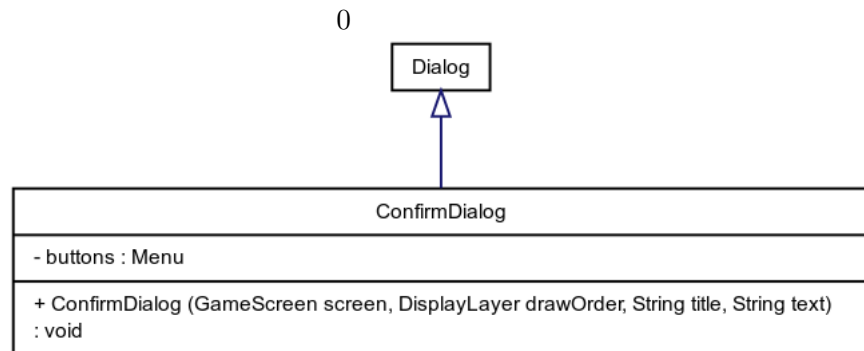 0
Dialog
ConfirmDialog
- buttons : Menu
+ ConfirmDialog (GameScreen screen, DisplayLayer drawOrder, String title, String text)
: void